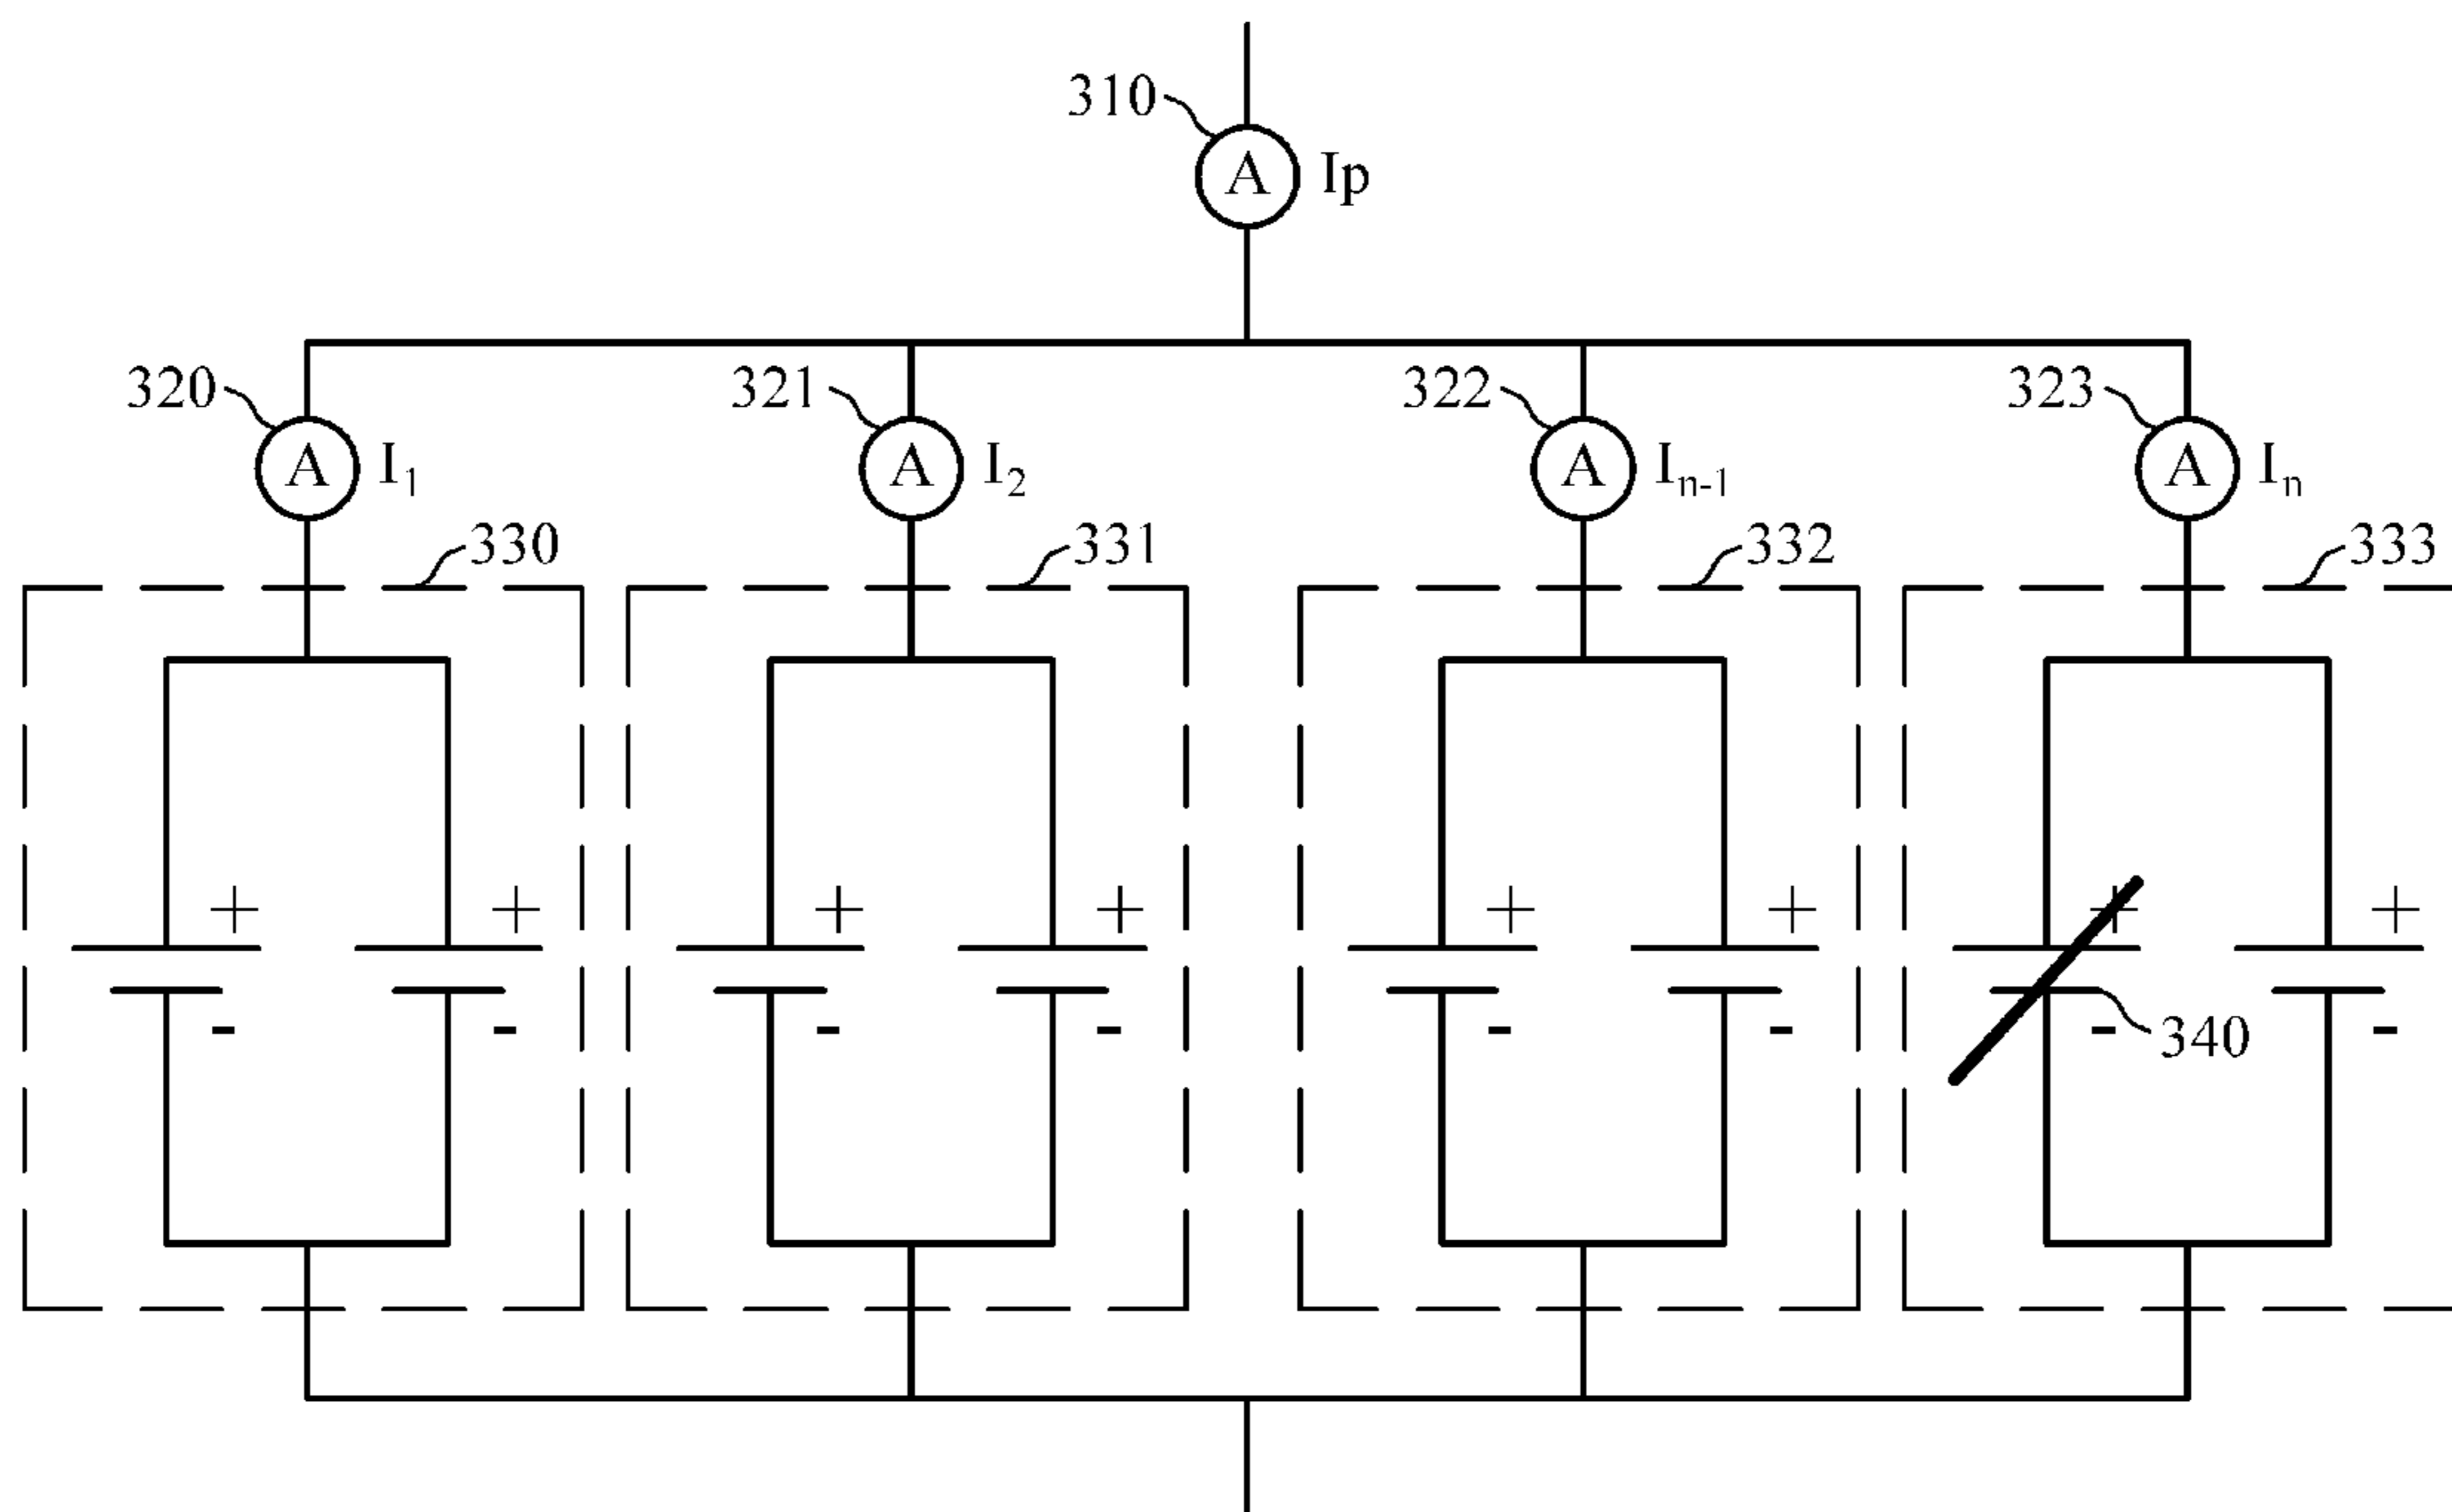 310
A Ip
320 321 322 323
A I₁ A I₂ A Iₙ₋₁ A Iₙ
330 331 332 333
+ + + + + + + +
- - - - - - - -
340